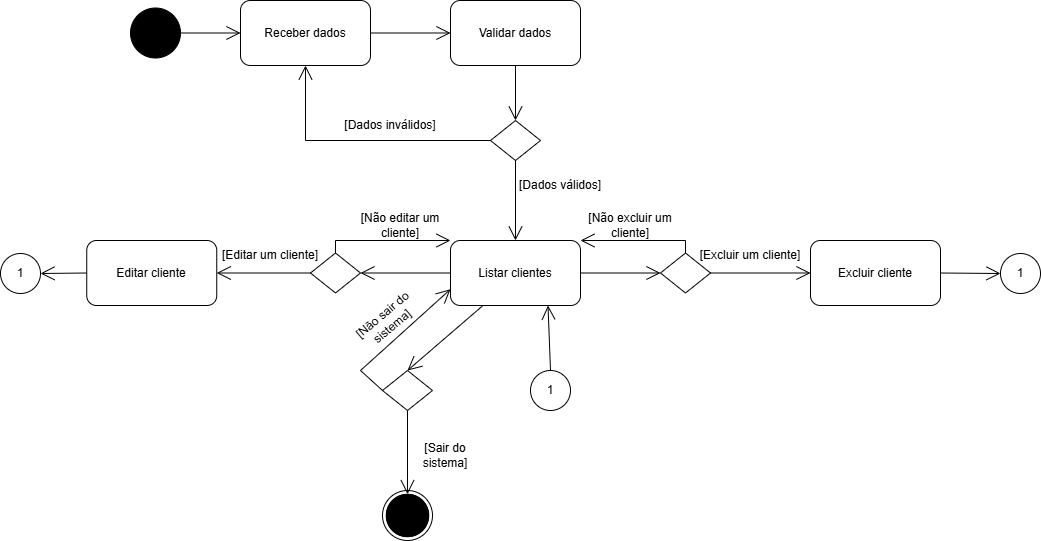 Receber dados
Validar dados
[Dados inválidos]
[Dados válidos]
[Não editar um
cliente]
[Não excluir um
cliente]
[Editar um cliente]
[Excluir um cliente]
1
Editar cliente
Listar clientes
Excluir cliente
1
[Não sair do
sistema]
1
[Sair do
sistema]